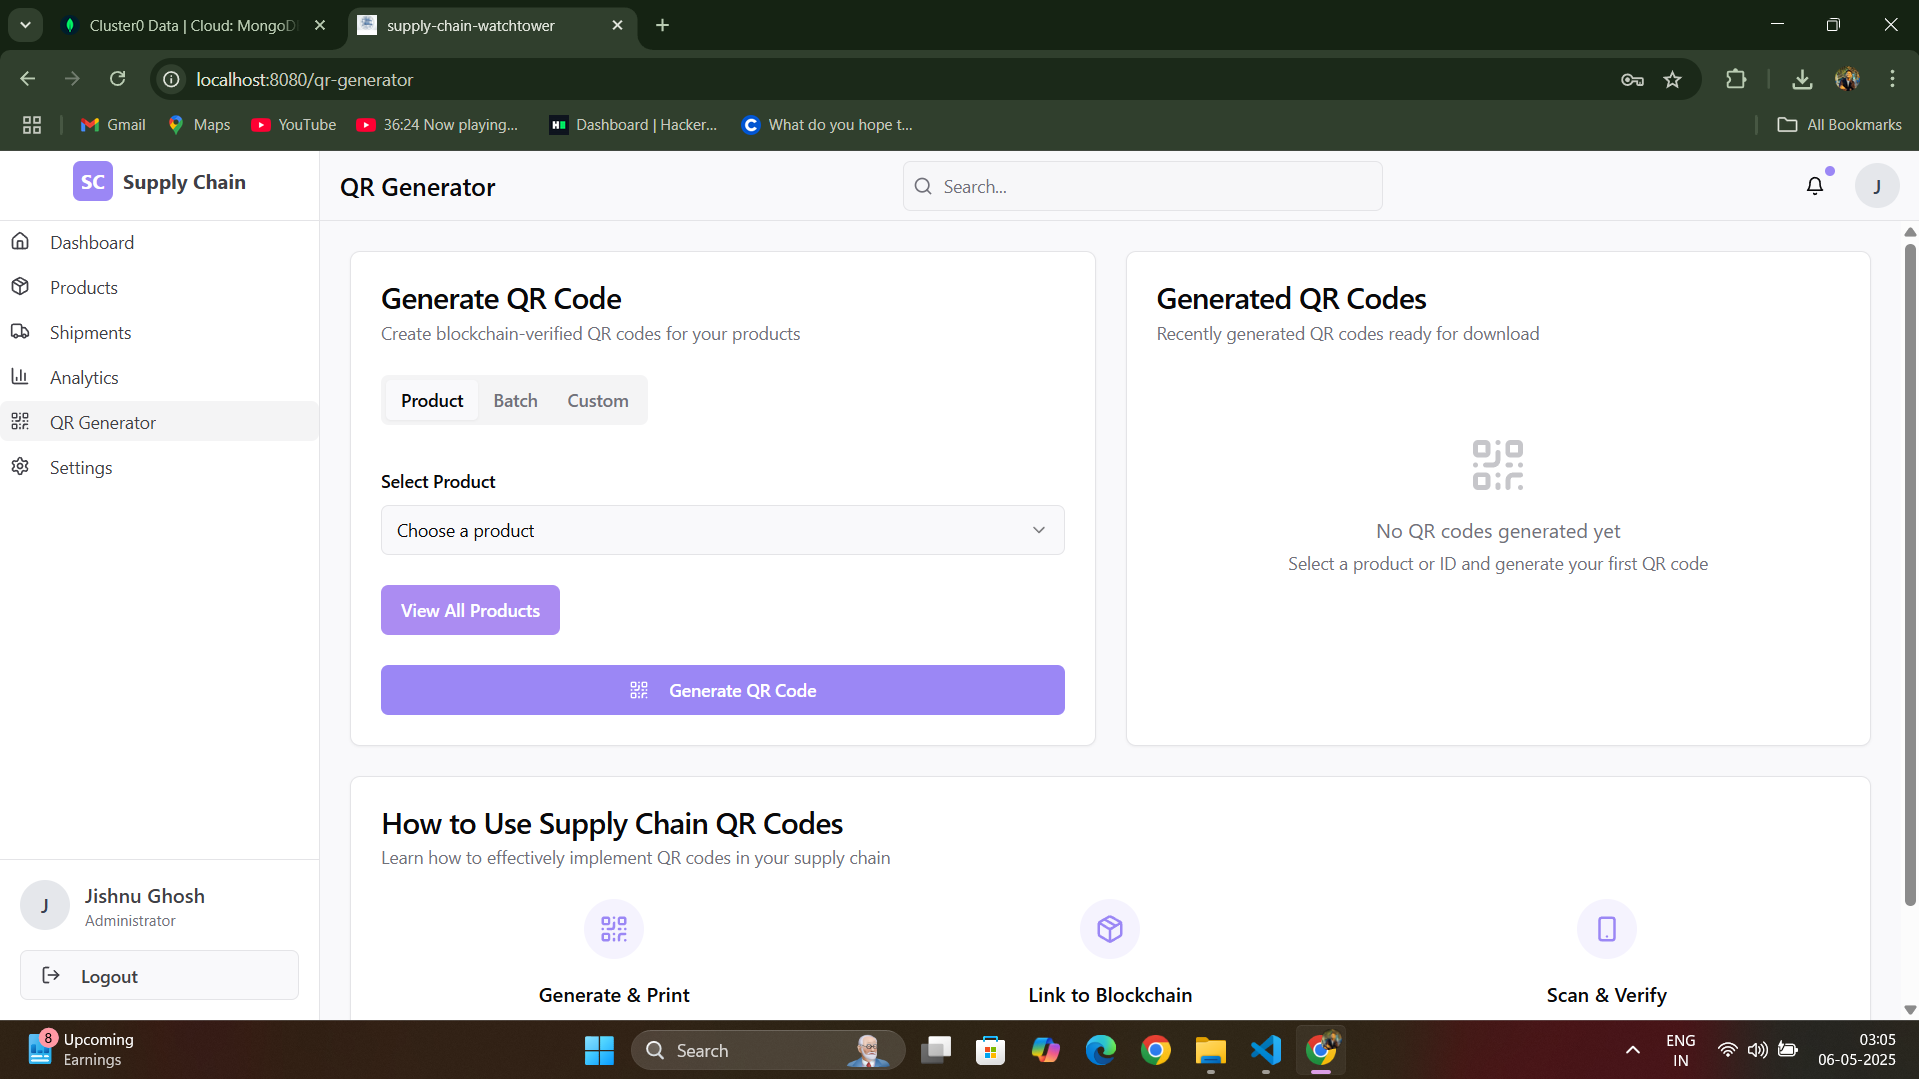 Cluster0 Data | Cloud: MongoD
supply-chain-watchtower
localhost:8080/qr-generator
Gmail
Maps
YouTube
36:24 Now playing...
Dashboard | Hacker...
What do you hope t...
All Bookmarks
SC
Supply Chain
QR Generator
Search...
J
Dashboard
Products
Shipments
Analytics
QR Generator
Settings
Generate QR Code
Create blockchain-verified QR codes for your products
Product
Batch
Custom
Select Product
Choose a product
View All Products
Generate QR Code
Generated QR Codes
Recently generated QR codes ready for download
No QR codes generated yet
Select a product or ID and generate your first QR code
How to Use Supply Chain QR Codes
Learn how to effectively implement QR codes in your supply chain
Generate & Print
Link to Blockchain
Scan & Verify
J
Jishnu Ghosh
Administrator
Logout
8
Upcoming
Earnings
Search
ENG
IN
03:05
06-05-2025